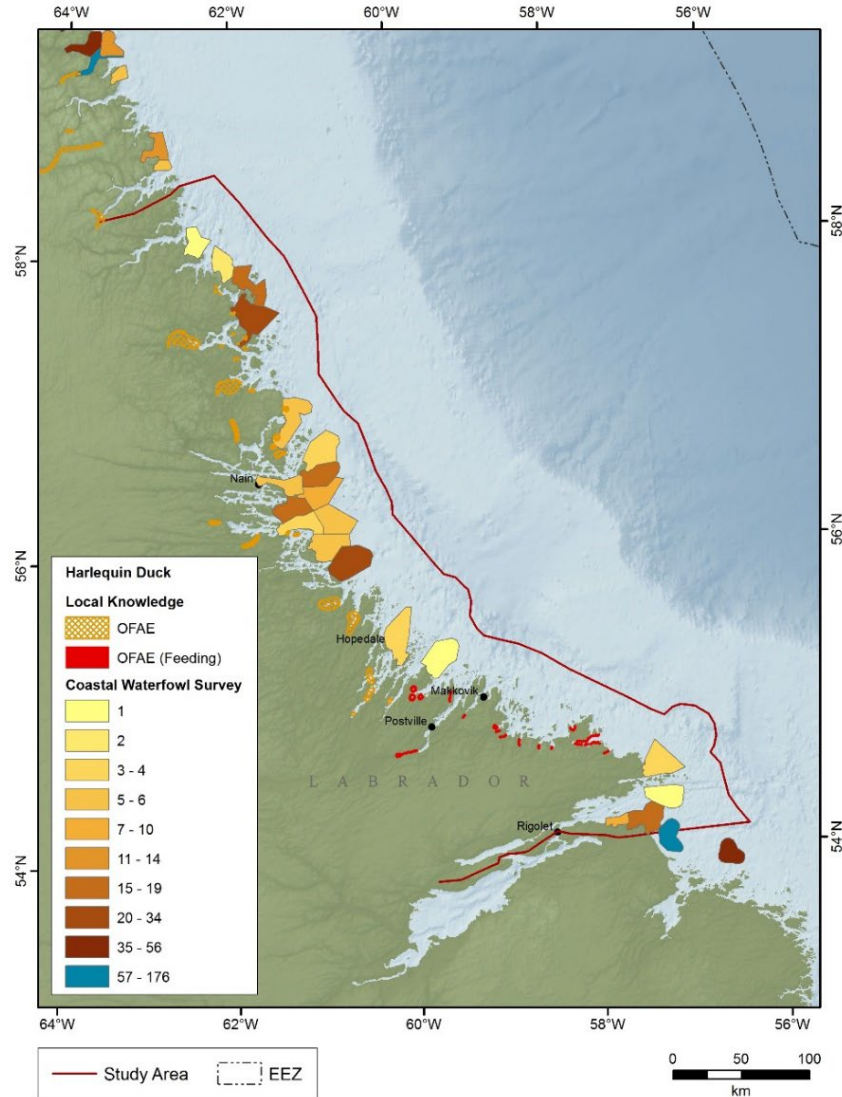 64°W 62°W 60°W 58°W 56°W
58°N
58°N
56°N
56°N
54°N
54°N
Nain
Hopedale
Makkovik
Postville
LABRADOR
Rigolet
Harlequin Duck
Local Knowledge
OFAE
OFAE (Feeding)
Coastal Waterfowl Survey
1
2
3 - 4
5 - 6
7 - 10
11 - 14
15 - 19
20 - 34
35 - 56
57 - 176
64°W 62°W 60°W 58°W 56°W
Study Area EEZ
0 50 100
km